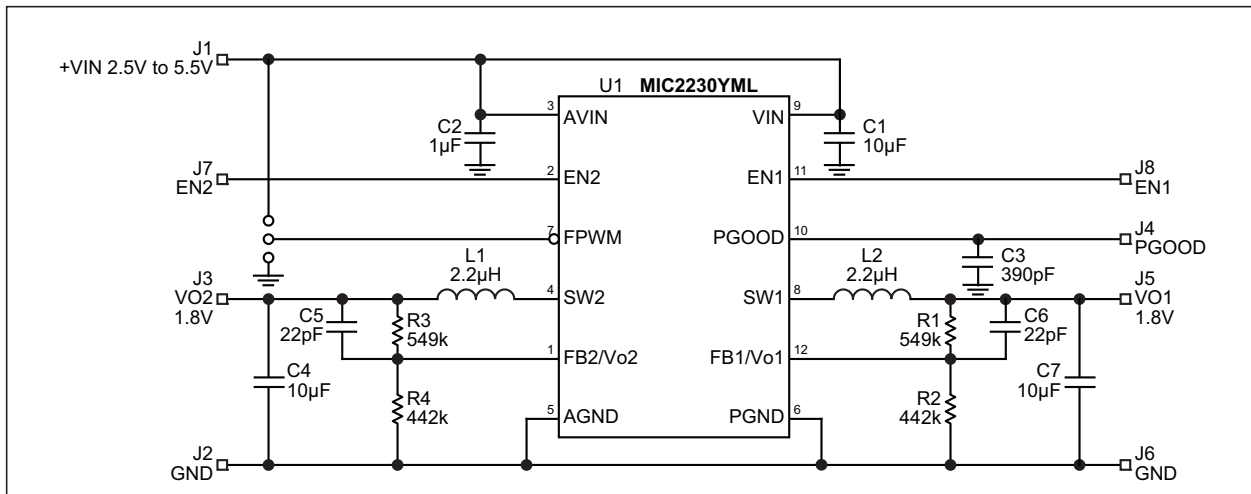 J1
+VIN 2.5V to 5.5V
U1 MIC2230YML
3 AVIN
VIN 9
C2
1µF
C1
10µF
J7
EN2
2 EN2
EN1 11
J8
EN1
7 FPWM
PGOOD 10
J4
PGOOD
L1
2.2µH
L2
2.2µH
C3
390pF
J3
VO2
1.8V
4 SW2
SW1 8
J5
VO1
1.8V
C5
22pF
R3
549k
R1
549k
C6
22pF
1 FB2/Vo2
FB1/Vo1 12
C4
10µF
R4
442k
R2
442k
C7
10µF
5 AGND
PGND 6
J2
GND
J6
GND